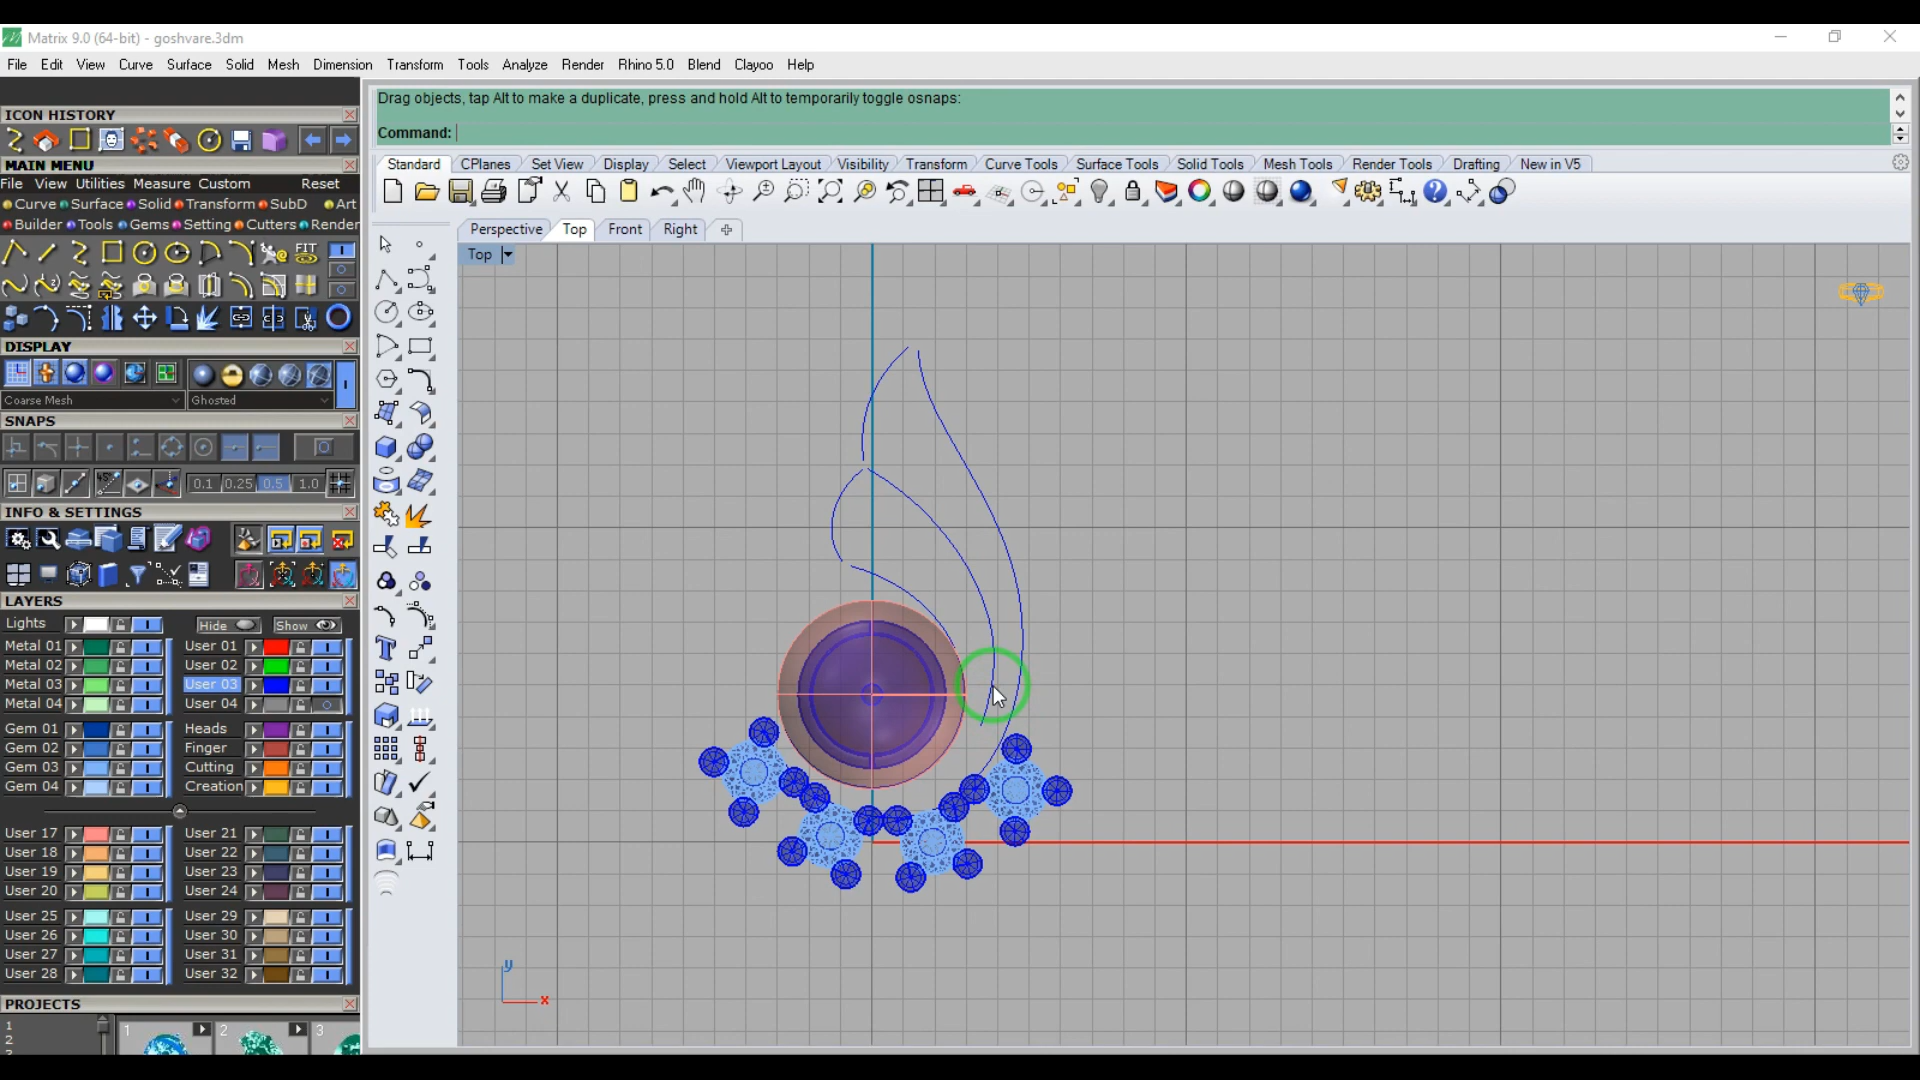 Matrix 9.0 (64-bit) - goshvare.3dm
File Edit View Curve Surface Solid Mesh Dimension Transform Tools Analyze Render Rhino 5.0 Blend Clayoo Help
Drag objects, tap Alt to make a duplicate, press and hold Alt to temporarily toggle osnaps:
Command:
Standard CPlanes Set View Display Select Viewport Layout Visibility Transform Curve Tools Surface Tools Solid Tools Mesh Tools Render Tools Drafting New in V5
Perspective Top Front Right
Top
y
x
ICON HISTORY
MAIN MENU
File View Utilities Measure Custom Reset
Curve Surface Solid Transform SubD Art
Builder Tools Gems Setting Cutters Render
FIT
DISPLAY
Coarse Mesh Ghosted
SNAPS
45°
0.1 0.25 0.5 1.0
INFO & SETTINGS
LAYERS
Lights Hide Show
Metal 01 User 01
Metal 02 User 02
Metal 03 User 03
Metal 04 User 04
Gem 01 Heads
Gem 02 Finger
Gem 03 Cutting
Gem 04 Creation
User 17 User 21
User 18 User 22
User 19 User 23
User 20 User 24
User 25 User 29
User 26 User 30
User 27 User 31
User 28 User 32
PROJECTS
1 1 2 3
2